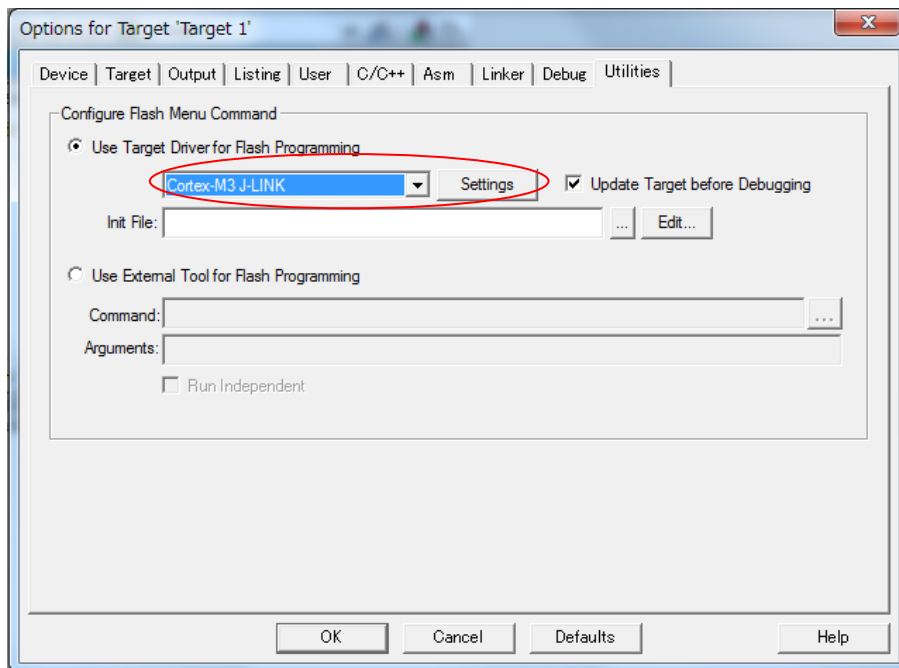 Options for Target 'Target 1'
Device Target Output Listing User C/C++ Asm Linker Debug Utilities
Configure Flash Menu Command
Use Target Driver for Flash Programming
Cortex-M3 J-LINK Settings Update Target before Debugging
Init File: ... Edit...
Use External Tool for Flash Programming
Command: ...
Arguments:
Run Independent
OK Cancel Defaults Help